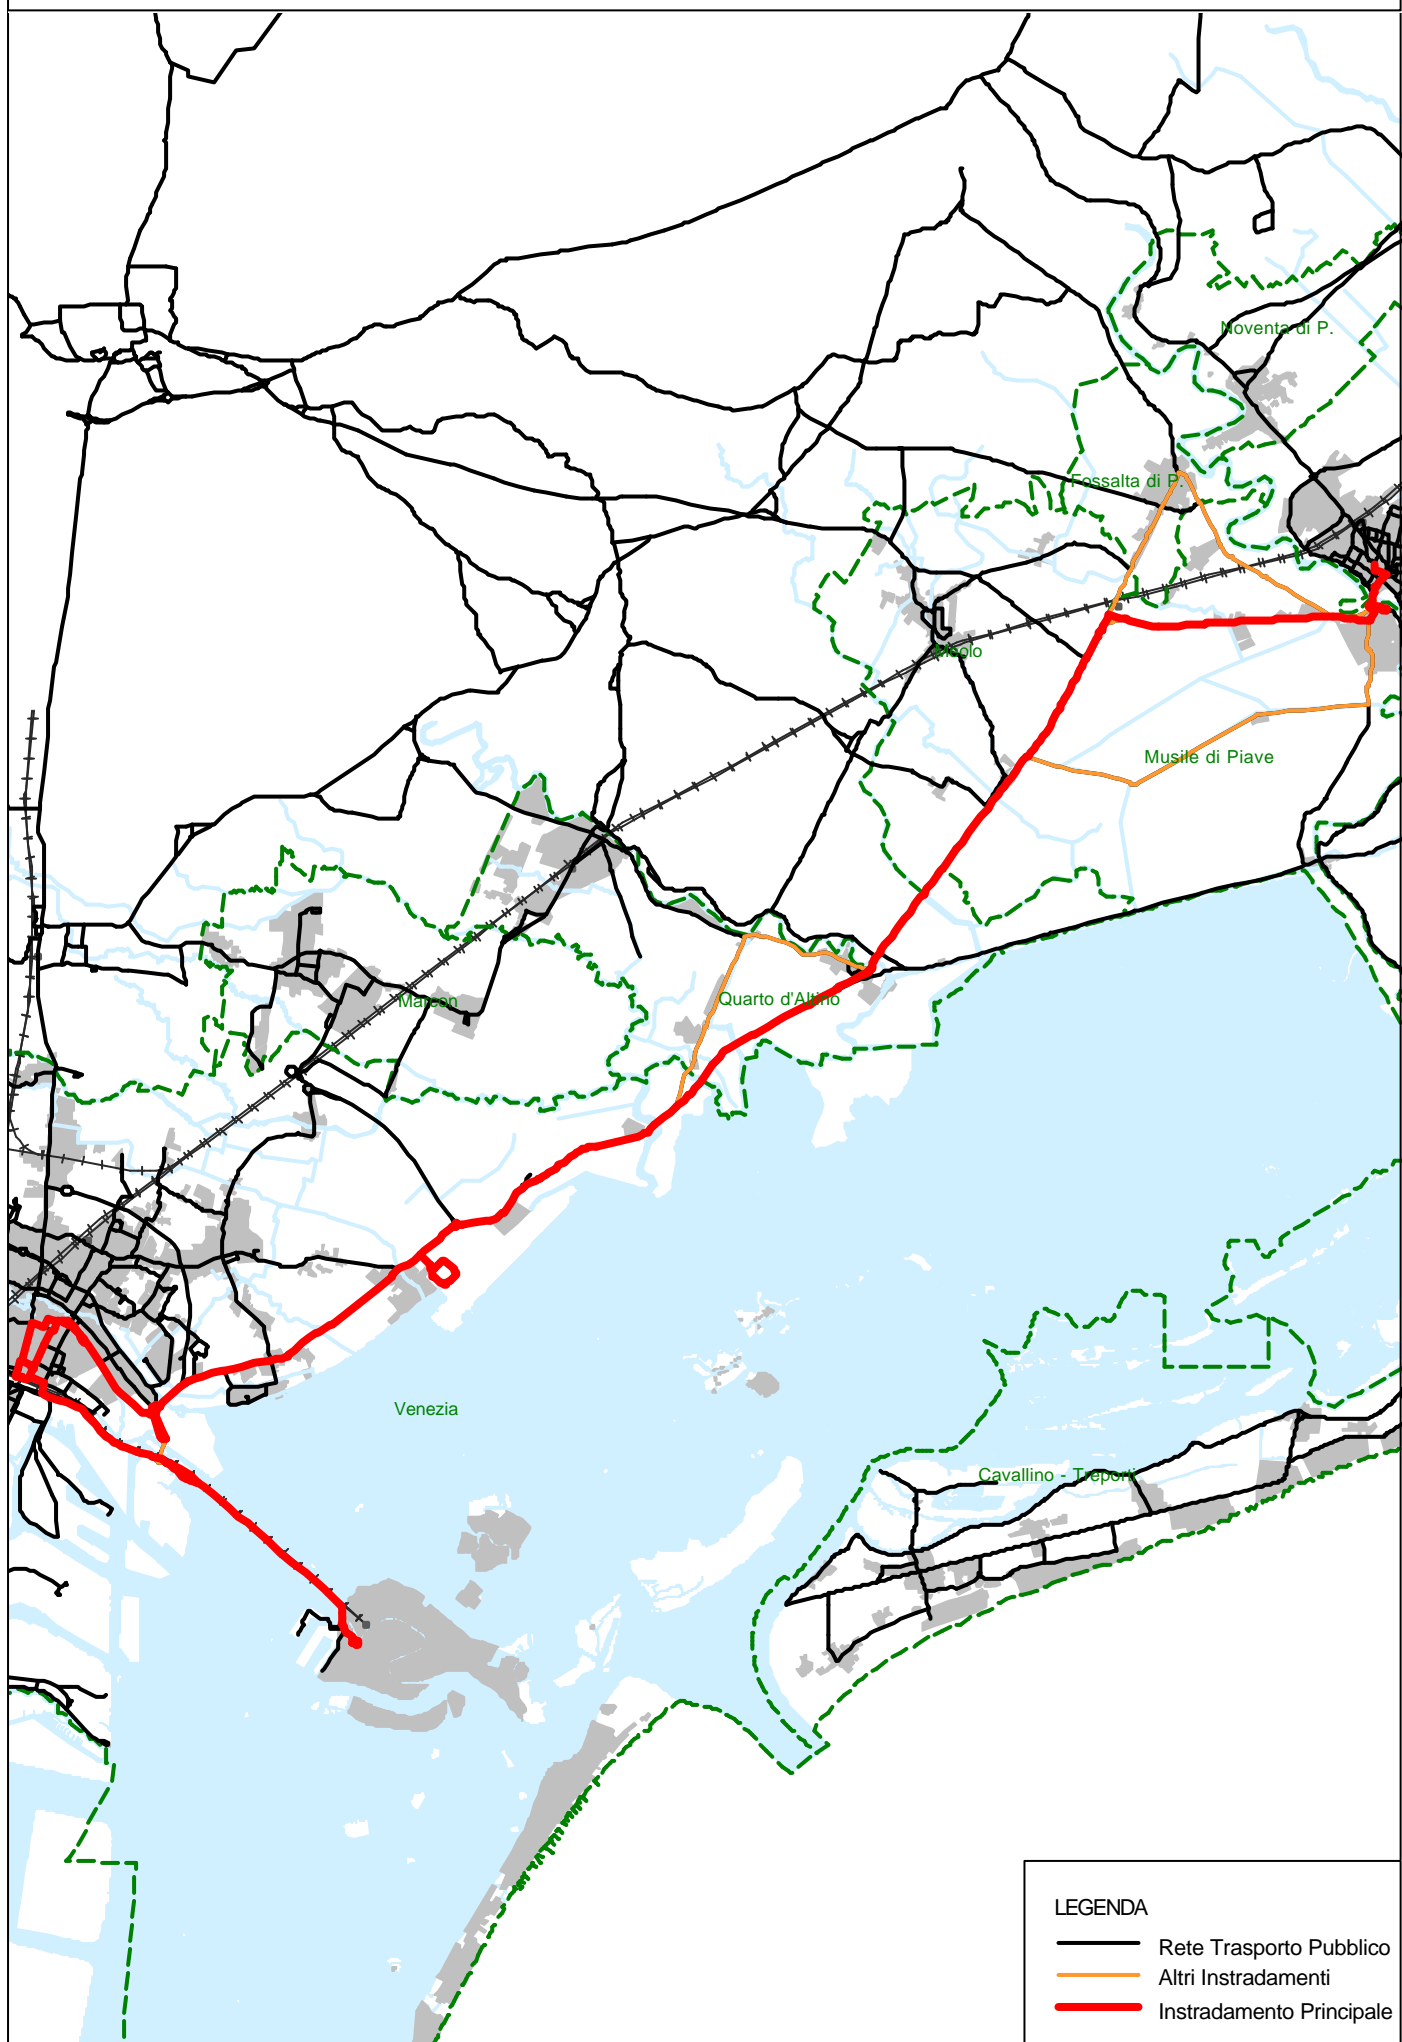 Noventa di P.
Fossalta di P.
Meolo
Musile di Piave
Quarto d'Altino
Marcon
Venezia
Cavallino - Treporti
LEGENDA
Rete Trasporto Pubblico
Altri Instradamenti
Instradamento Principale